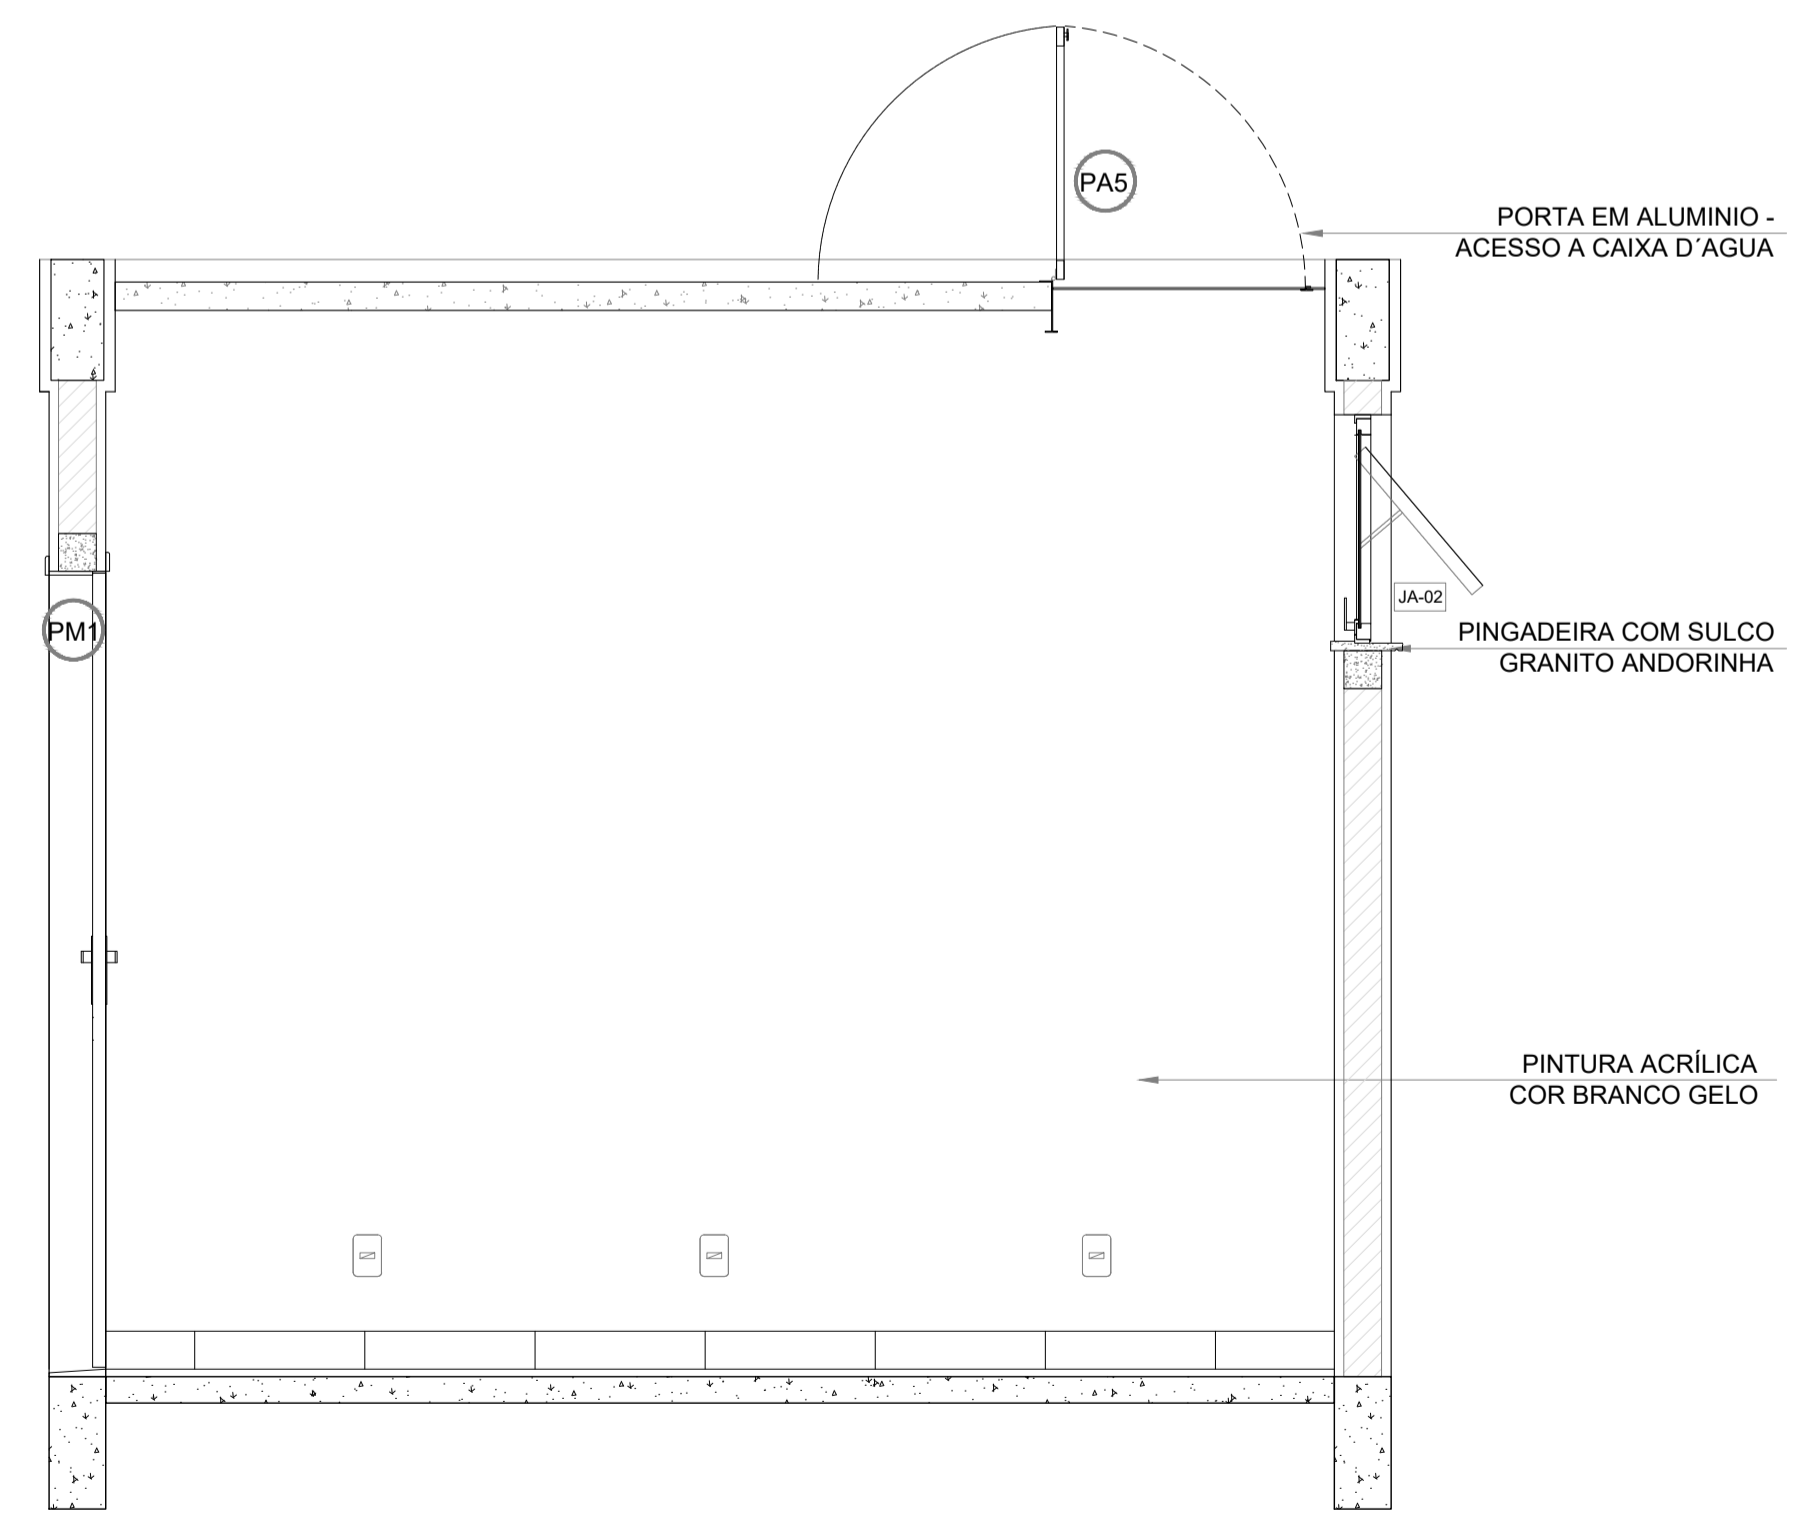 PA5
PORTA EM ALUMINIO -
ACESSO A CAIXA D´AGUA
JA-02
PM1
PINGADEIRA COM SULCO
GRANITO ANDORINHA
PINTURA ACRÍLICA
COR BRANCO GELO